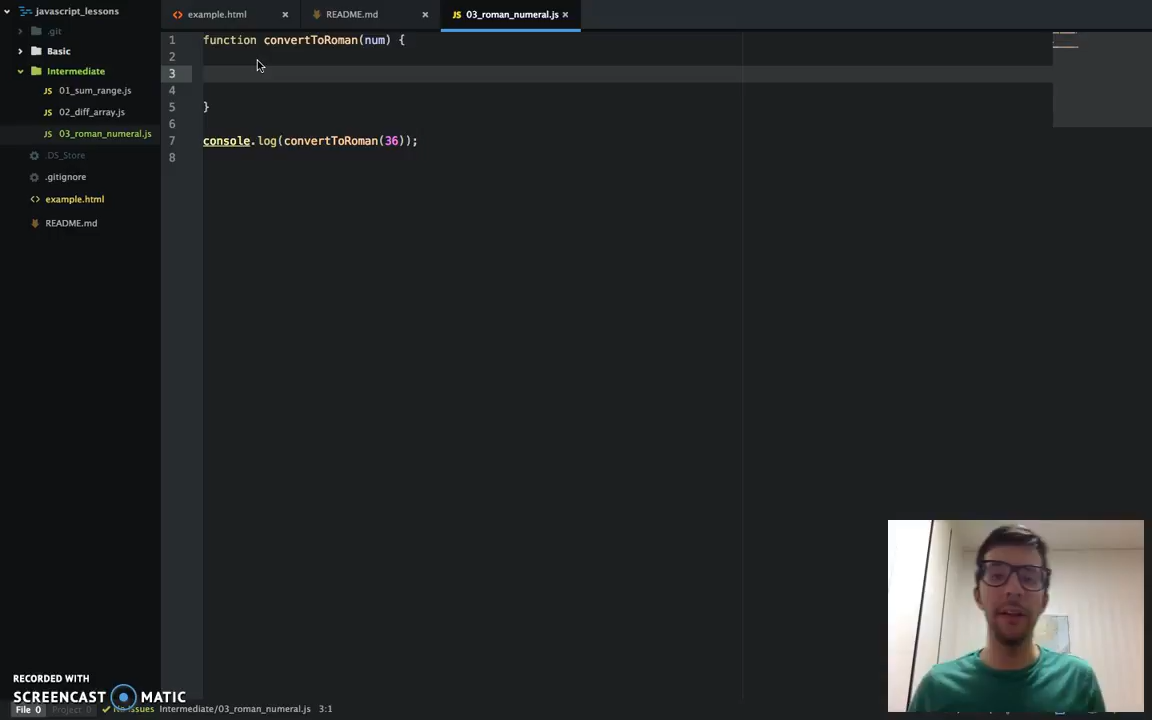 javascript_lessons
.git
Basic
Intermediate
01_sum_range.js
02_diff_array.js
03_roman_numeral.js
.DS_Store
.gitignore
example.html
README.md
example.html
README.md
03_roman_numeral.js
1 function convertToRoman(num) {
2
3
4
5 }
6
7 console.log(convertToRoman(36));
8
RECORDED WITH
SCREENCAST MATIC
File 0 Project 0 No Issues Intermediate/03_roman_numeral.js 3:1